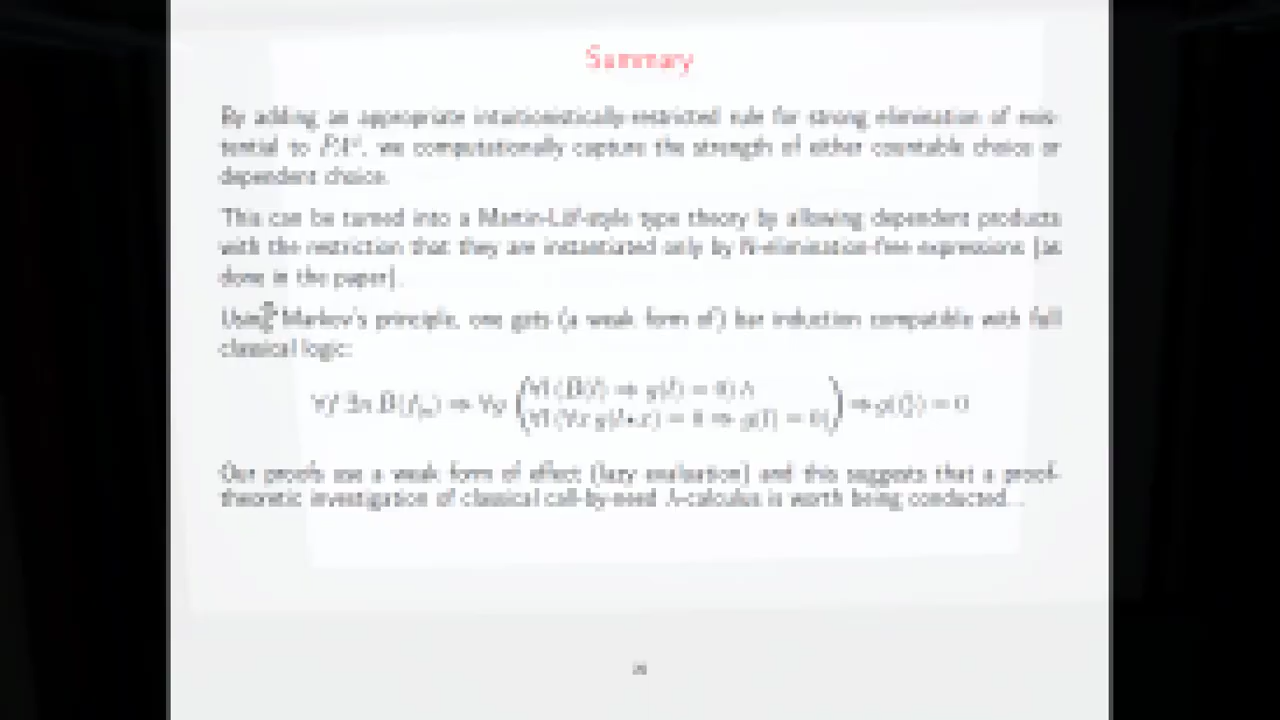 Summary
By adding an appropriate intuitionistically-restricted rule for strong elimination of exis-
tential to we computationally capture the strength of either countable choice or
dependent choice.
This can be turned into a Martin-Löf-style type theory by allowing dependent products
with the restriction that they are instantiated only by N-elimination-free expressions [as
done in the paper].
Using Markov's principle, one gets (a weak form of) bar induction compatible with full
classical logic:
Our proofs use a weak form of effect (lazy evaluation) and this suggests that a proof-
theoretic investigation of classical call-by-need λ-calculus is worth being conducted...